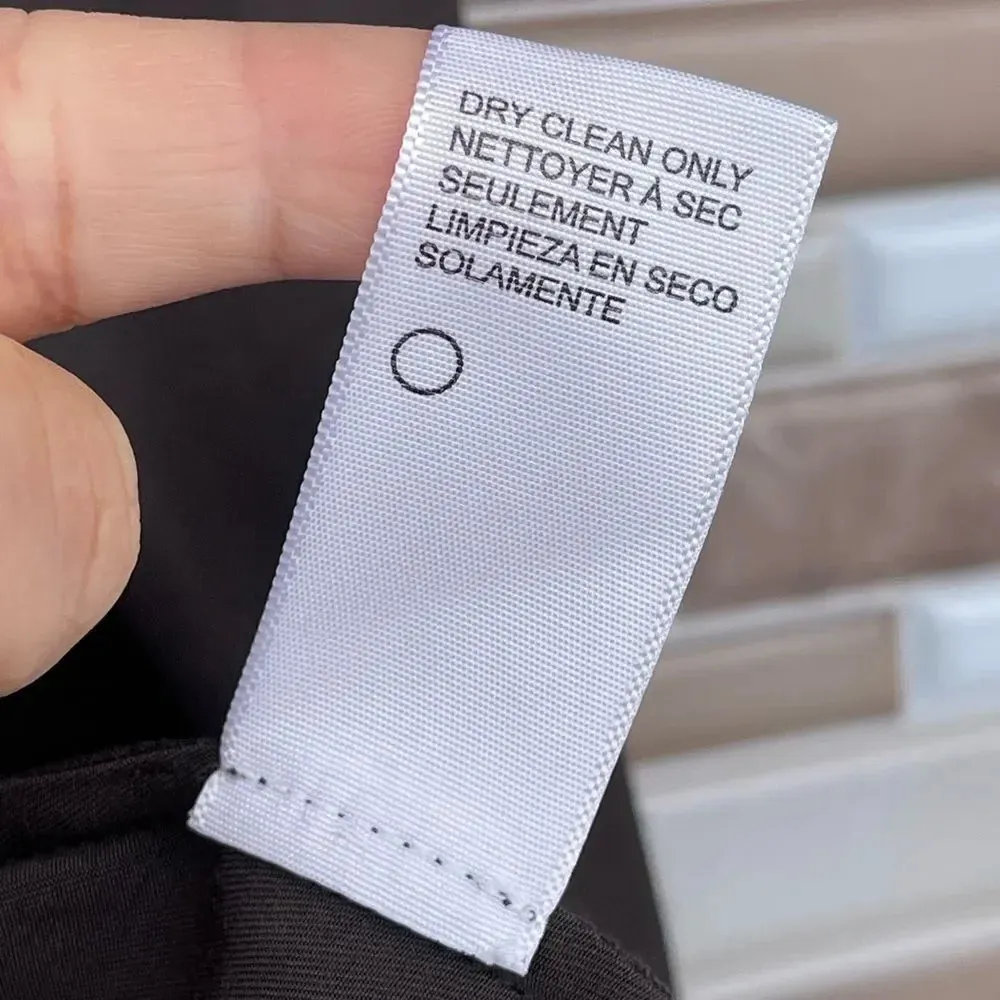 DRY CLEAN ONLY
NETTOYER À SEC
SEULEMENT
LIMPIEZA EN SECO
SOLAMENTE